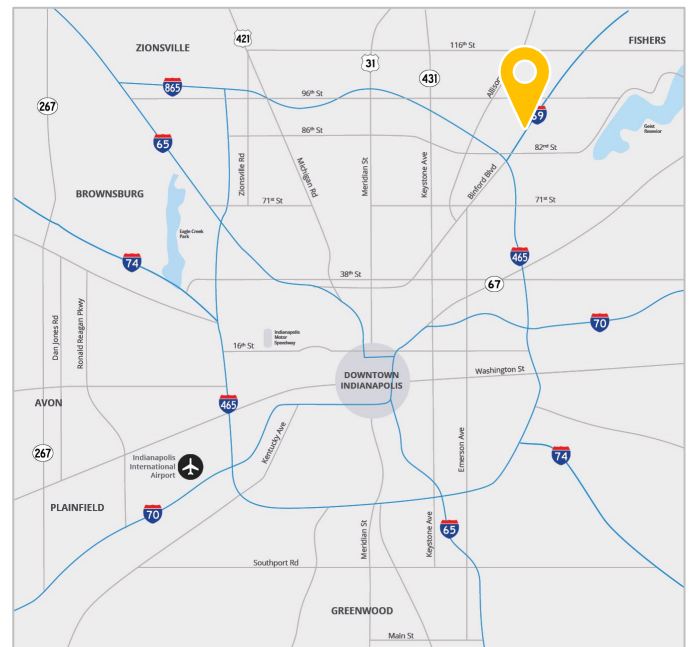 ZIONSVILLE
421
116th St
FISHERS
31
431
Allison
865
96th St
267
69
65
86th St
82nd St
Geist
Resevior
Zionsville Rd
Michigan Rd
Meridian St
Keystone Ave
Binford Blvd
BROWNSBURG
71st St
71st St
Eagle Creek
Park
74
465
38th St
67
Dan Jones Rd
Ronald Reagan Pkwy
Indianapolis
Motor
Speedway
70
16th St
DOWNTOWN
INDIANAPOLIS
Washington St
AVON
465
267
Kentucky Ave
Emerson Ave
Indianapolis
International
Airport
74
PLAINFIELD
70
Meridian St
Keystone Ave
65
Southport Rd
GREENWOOD
Main St